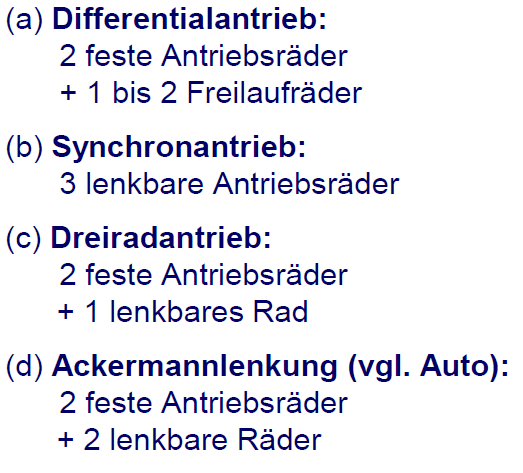 (a) Differentialantrieb:
2 feste Antriebsräder
+ 1 bis 2 Freilaufräder
(b) Synchronantrieb:
3 lenkbare Antriebsräder
(c) Dreiradantrieb:
2 feste Antriebsräder
+ 1 lenkbares Rad
(d) Ackermannlenkung (vgl. Auto):
2 feste Antriebsräder
+ 2 lenkbare Räder